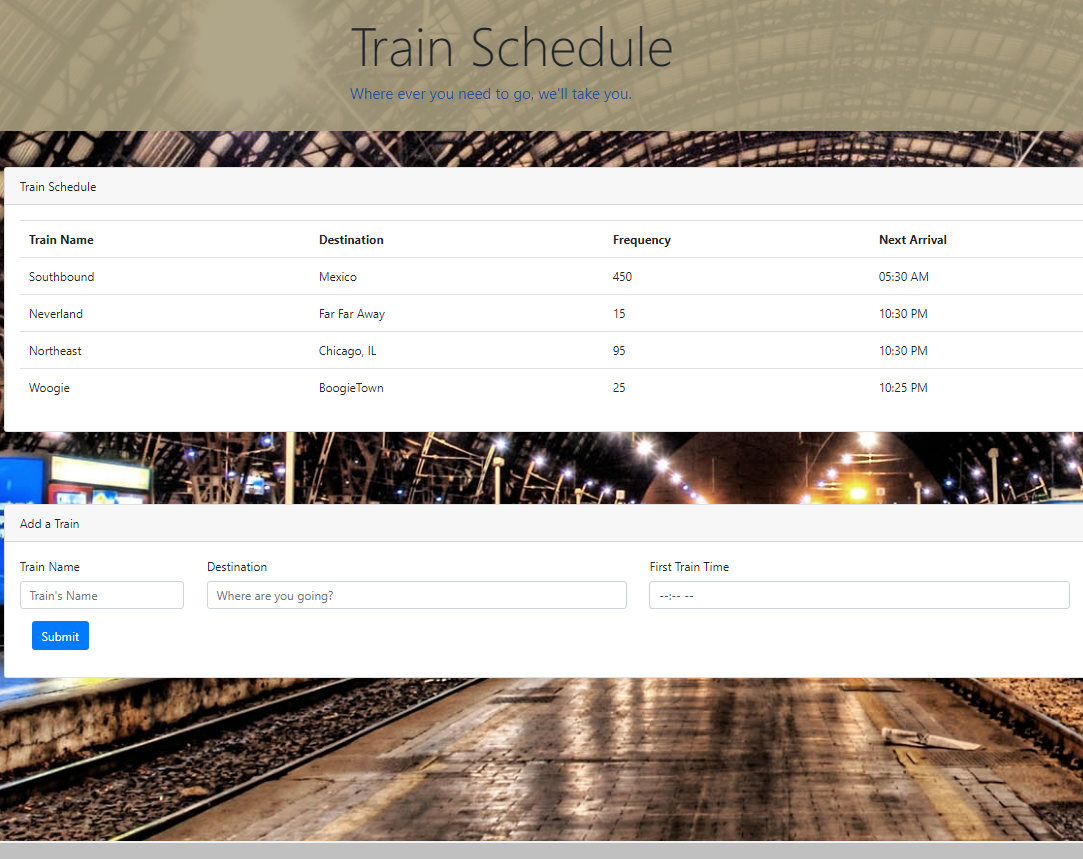 Train Schedule
Where ever you need to go, we'll take you.
Train Schedule
Train Name Destination Frequency Next Arrival
Southbound Mexico 450 05:30 AM
Neverland Far Far Away 15 10:30 PM
Northeast Chicago, IL 95 10:30 PM
Woogie BoogieTown 25 10:25 PM
Add a Train
Train Name Destination First Train Time
Train's Name Where are you going? --:-- --
Submit